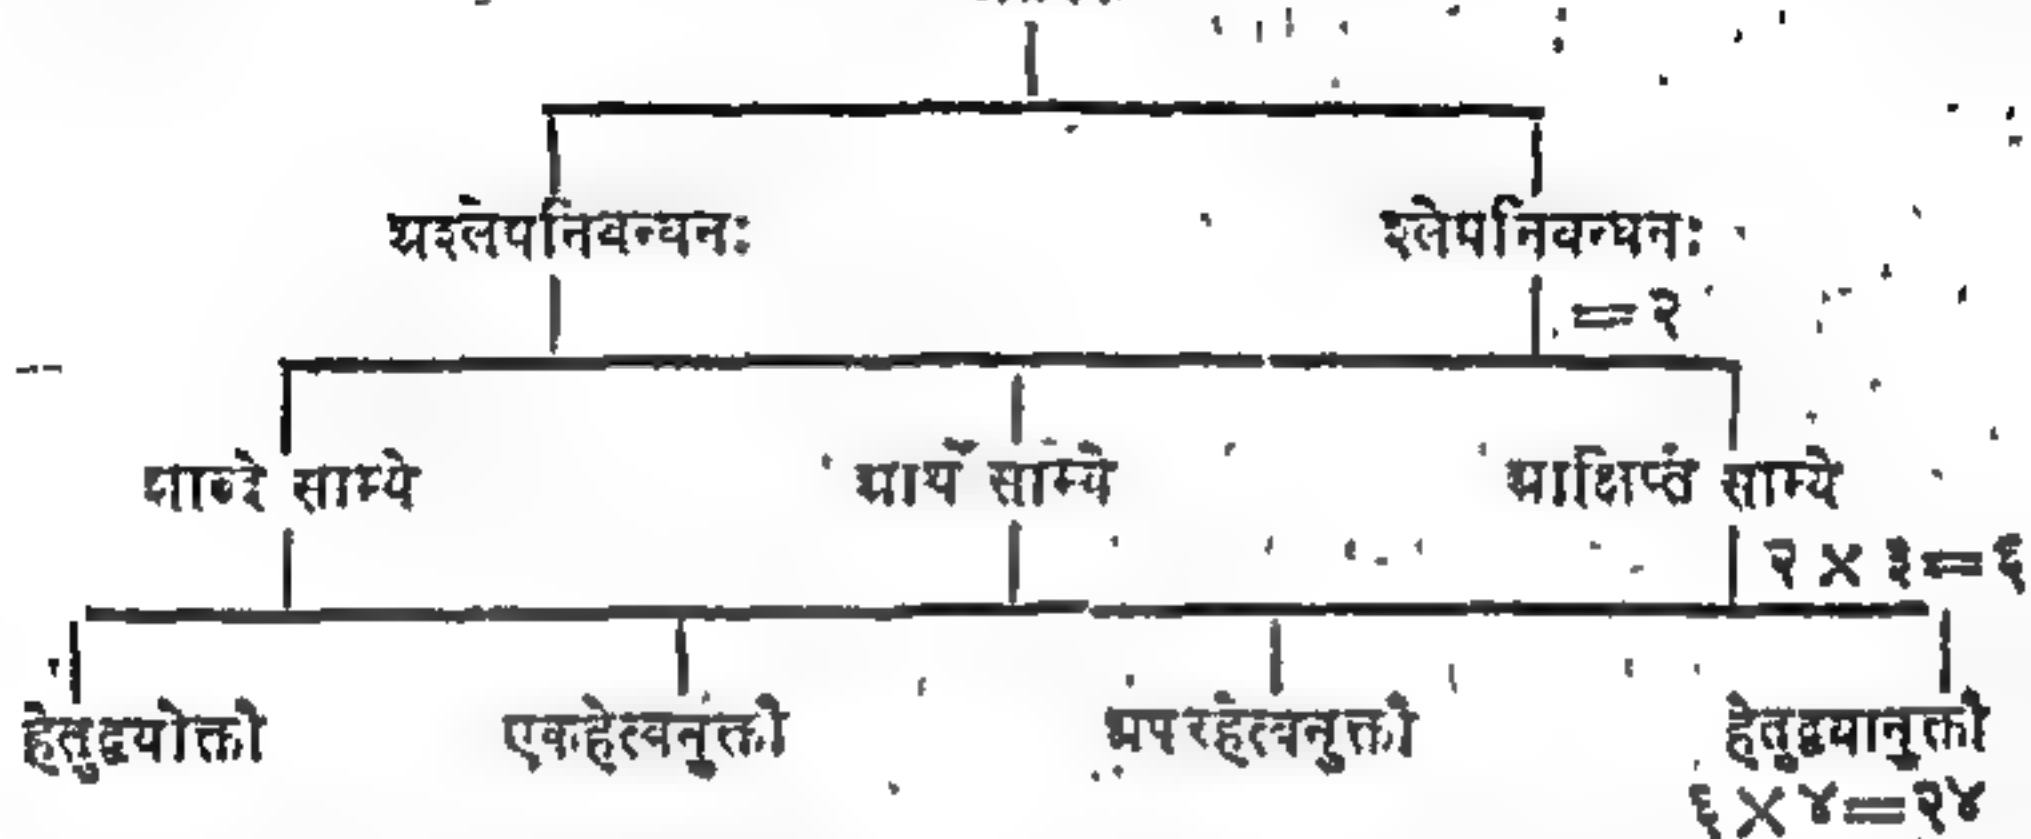 अश्लेषनिबन्धनः श्लेषनिबन्धनः
=२
शाब्दे साम्ये आर्थे साम्ये आक्षिप्ते साम्ये
२ × ३ = ६
हेतुद्वयोक्तौ एकहेत्वनुक्तौ अपरहेत्वनुक्तौ हेतुद्वयानुक्तौ
६ × ४ = २४